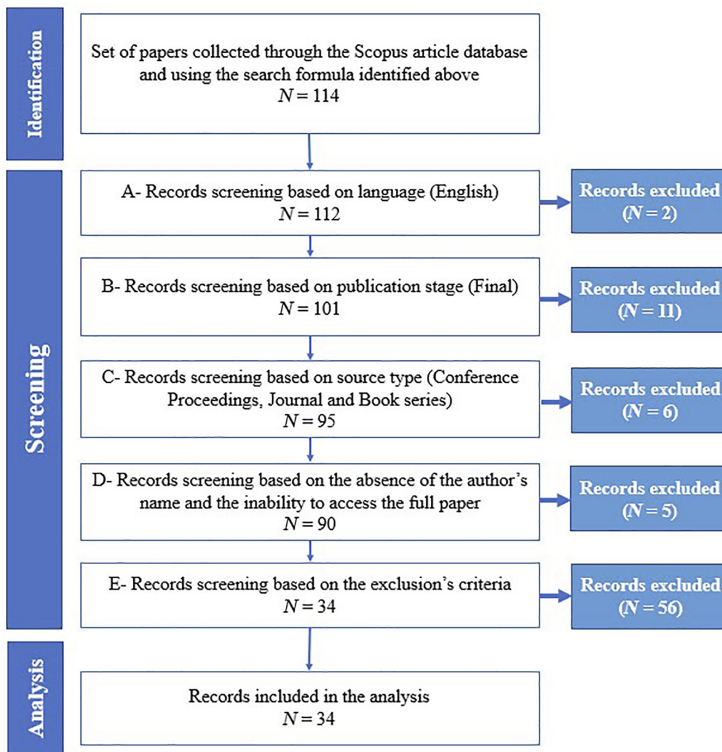 Identification
Set of papers collected through the Scopus article database
and using the search formula identified above
N = 114
Screening
A- Records screening based on language (English)
N = 112
Records excluded
(N = 2)
B- Records screening based on publication stage (Final)
N = 101
Records excluded
(N = 11)
C- Records screening based on source type (Conference
Proceedings, Journal and Book series)
N = 95
Records excluded
(N = 6)
D- Records screening based on the absence of the author's
name and the inability to access the full paper
N = 90
Records excluded
(N = 5)
E- Records screening based on the exclusion's criteria
N = 34
Records excluded
(N = 56)
Analysis
Records included in the analysis
N = 34